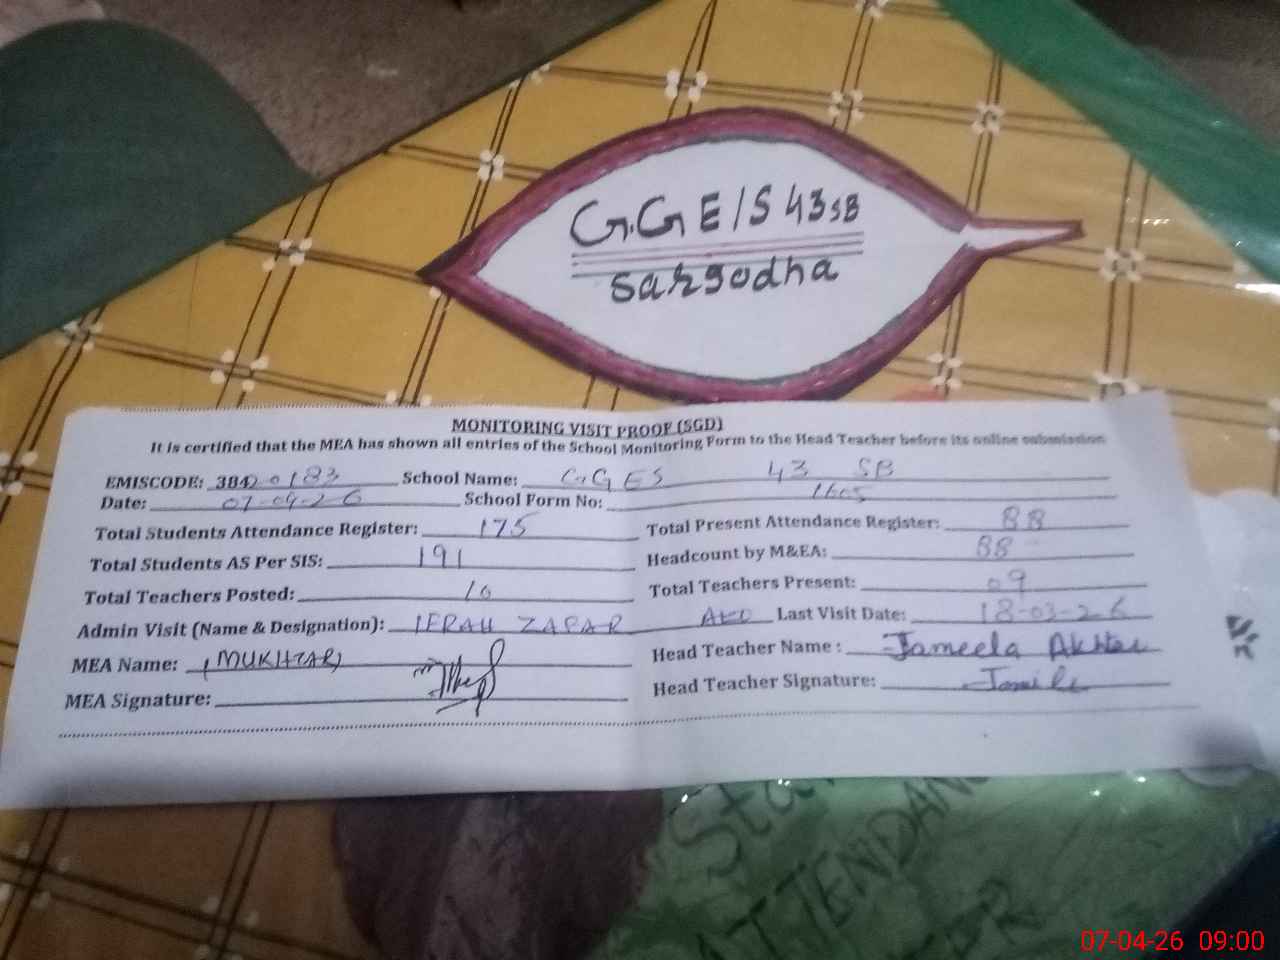 G.G E/S 43 SB
Sargodha
MONITORING VISIT PROOF (SGD)
It is certified that the MEA has shown all entries of the School Monitoring Form to the Head Teacher before its online submission
EMISCODE: 38420183 School Name: GGES 43 SB
Date: 07-04-26 School Form No: 1605
Total Students Attendance Register: 175 Total Present Attendance Register: 88
Total Students AS Per SIS: 191 Headcount by M&EA: 88
Total Teachers Posted: 10 Total Teachers Present: 09
Admin Visit (Name & Designation): ZAFAR Last Visit Date: 18-03-26
MEA Name: MUKHTAR Head Teacher Name : Jameela Akhter
MEA Signature: Head Teacher Signature:
ATTENDANC
07-04-26 09:00